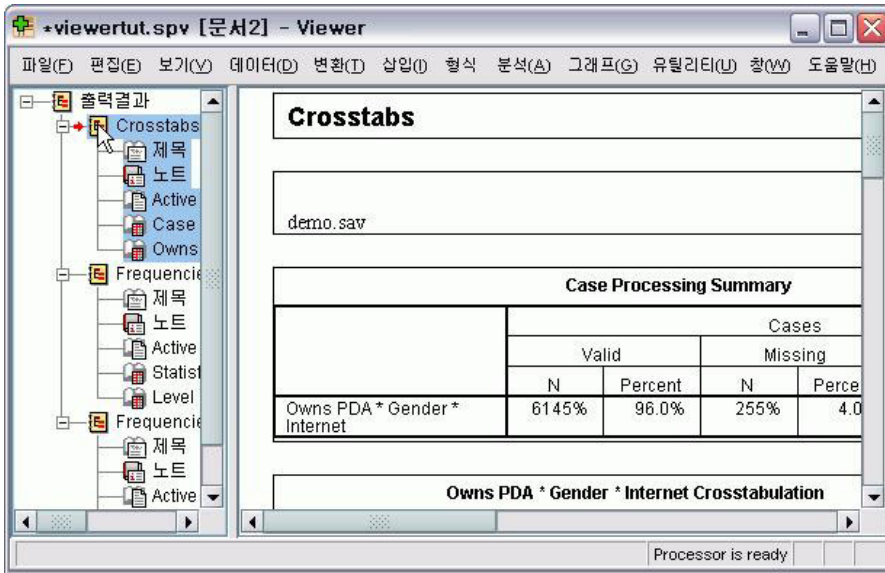 *viewertut.spv [문서2] - Viewer
파일(F) 편집(E) 보기(V) 데이터(D) 변환(T) 삽입(I) 형식 분석(A) 그래프(G) 유틸리티(U) 창(W) 도움말(H)
출력결과
Crosstabs
제목
노트
Active
Case
Owns
Frequencie
제목
노트
Active
Statist
Level
Frequencie
제목
노트
Active
Crosstabs
demo.sav
Case Processing Summary
Cases
Valid Missing
N Percent N Perce
Owns PDA * Gender * Internet 6145% 96.0% 255% 4.0
Owns PDA * Gender * Internet Crosstabulation
Processor is ready